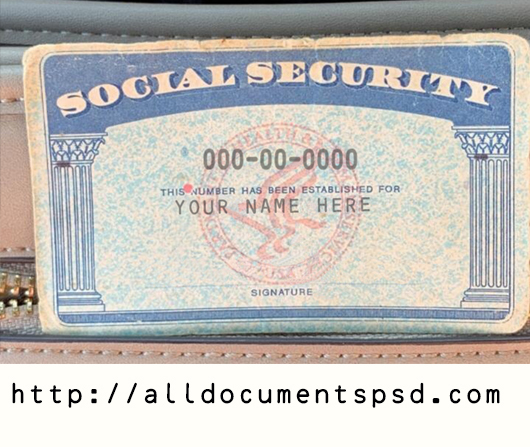 SOCIAL SECURITY
000-00-0000
THIS NUMBER HAS BEEN ESTABLISHED FOR
YOUR NAME HERE
SIGNATURE
http://alldocumentspsd.com